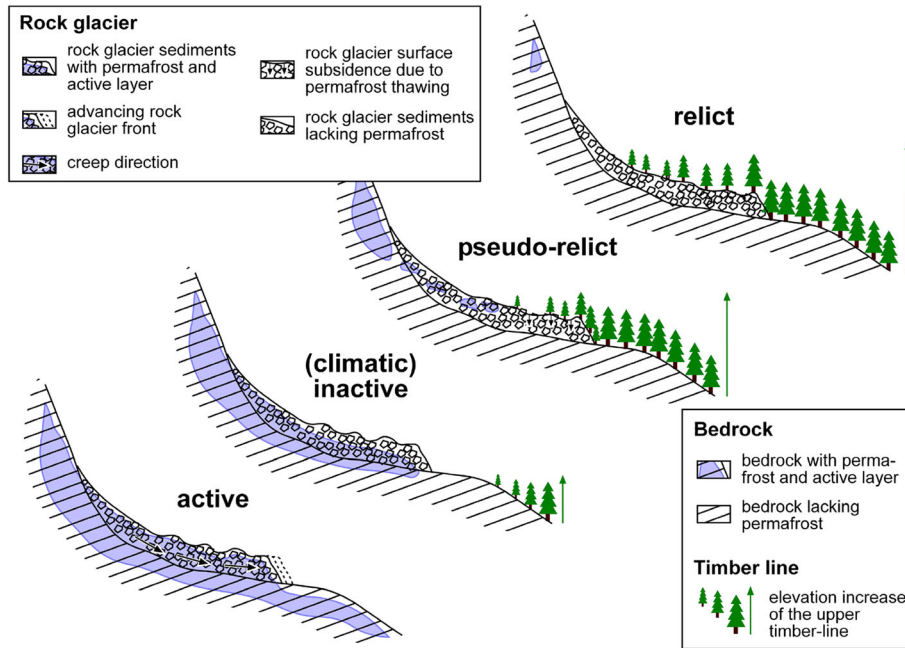 Rock glacier
rock glacier sediments
with permafrost and
active layer
advancing rock
glacier front
creep direction
rock glacier surface
subsidence due to
permafrost thawing
rock glacier sediments
lacking permafrost
relict
pseudo-relict
(climatic)
inactive
active
Bedrock
bedrock with perma-
frost and active layer
bedrock lacking
permafrost
Timber line
elevation increase
of the upper
timber-line